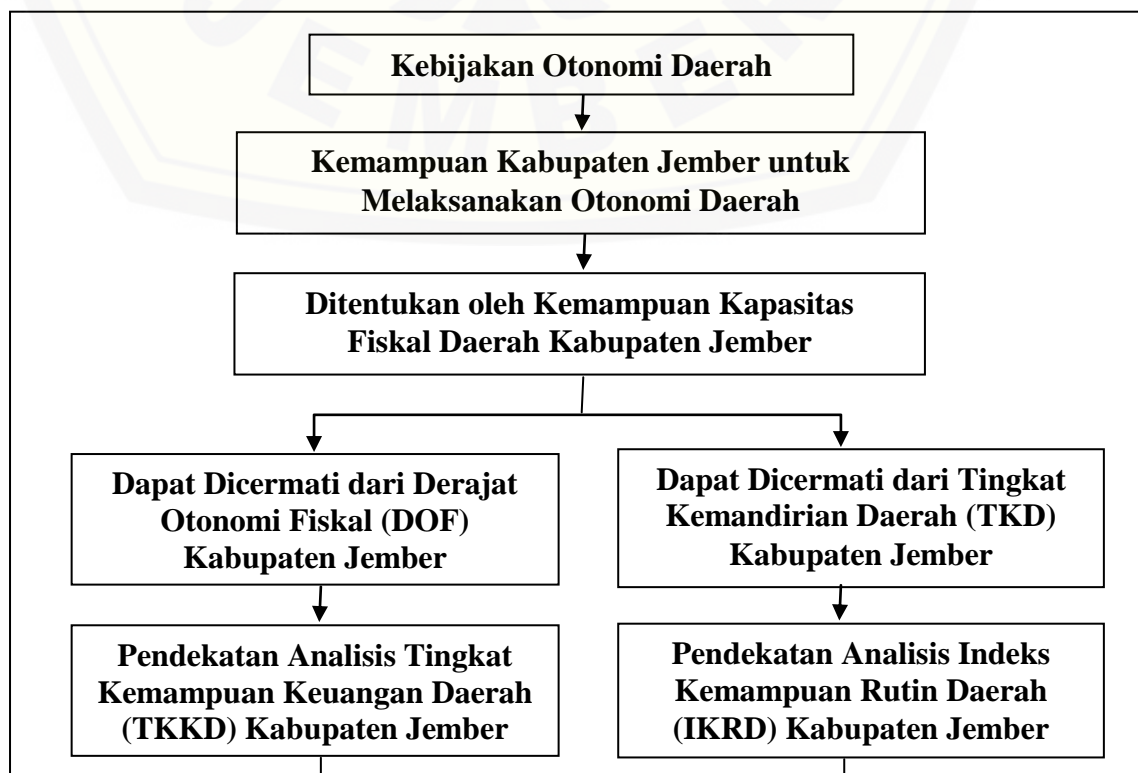 Kebijakan Otonomi Daerah
Kemampuan Kabupaten Jember untuk
Melaksanakan Otonomi Daerah
Ditentukan oleh Kemampuan Kapasitas
Fiskal Daerah Kabupaten Jember
Dapat Dicermati dari Derajat
Otonomi Fiskal (DOF)
Kabupaten Jember
Dapat Dicermati dari Tingkat
Kemandirian Daerah (TKD)
Kabupaten Jember
Pendekatan Analisis Tingkat
Kemampuan Keuangan Daerah
(TKKD) Kabupaten Jember
Pendekatan Analisis Indeks
Kemampuan Rutin Daerah
(IKRD) Kabupaten Jember